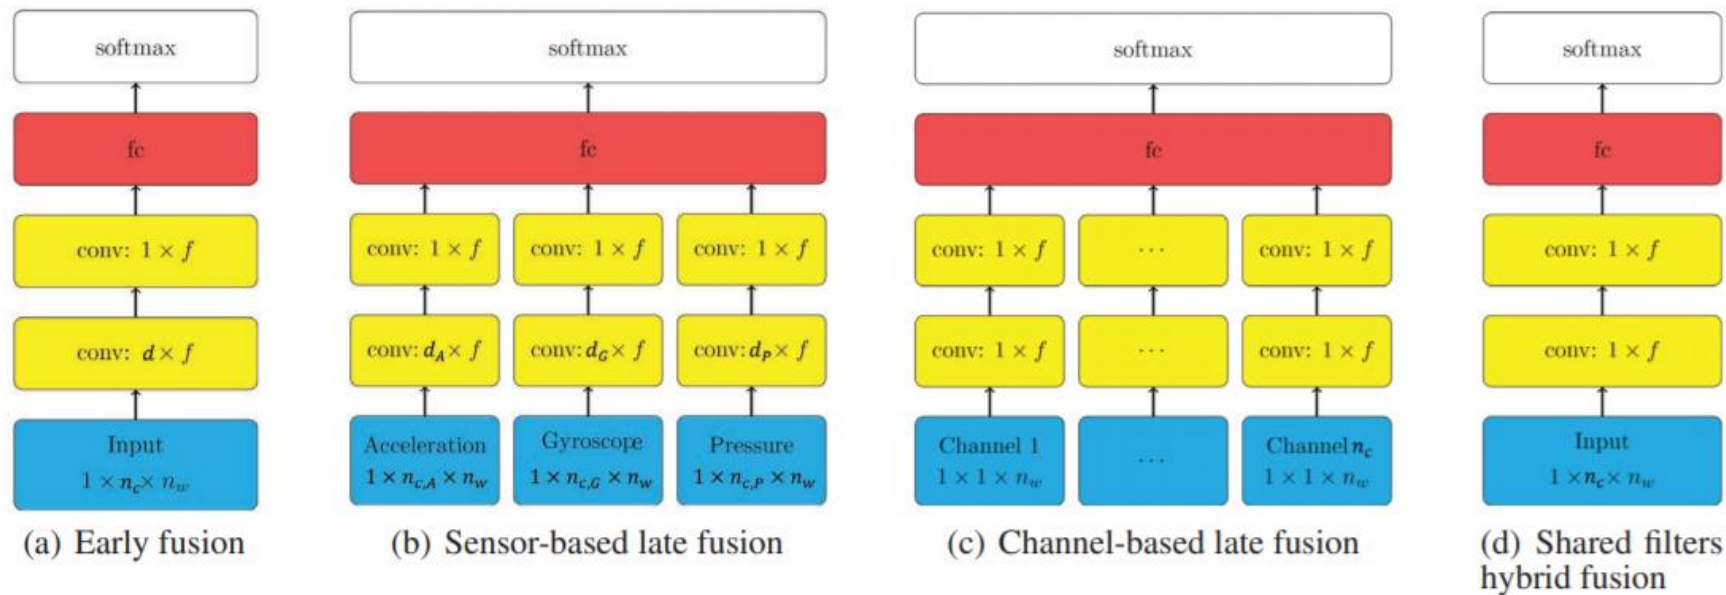 softmax
fc
conv: 1 × f
conv: d × f
Input
1 × n_c × n_w
(a) Early fusion
softmax
fc
conv: 1 × f
conv: 1 × f
conv: 1 × f
conv: d_A × f
conv: d_G × f
conv: d_P × f
Acceleration
1 × n_{c,A} × n_w
Gyroscope
1 × n_{c,G} × n_w
Pressure
1 × n_{c,P} × n_w
(b) Sensor-based late fusion
softmax
fc
conv: 1 × f
...
conv: 1 × f
conv: 1 × f
...
conv: 1 × f
Channel 1
1 × 1 × n_w
...
Channel n_c
1 × 1 × n_w
(c) Channel-based late fusion
softmax
fc
conv: 1 × f
conv: 1 × f
Input
1 × n_c × n_w
(d) Shared filters
hybrid fusion